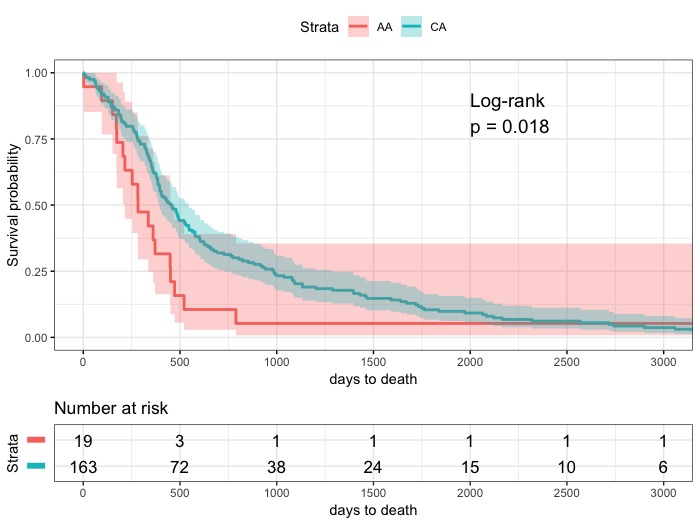 Strata AA CA
Survival probability
1.00
0.75
0.50
0.25
0.00
Log-rank
p = 0.018
0 500 1000 1500 2000 2500 3000
days to death
Number at risk
Strata
19 3 1 1 1 1 1
163 72 38 24 15 10 6
0 500 1000 1500 2000 2500 3000
days to death